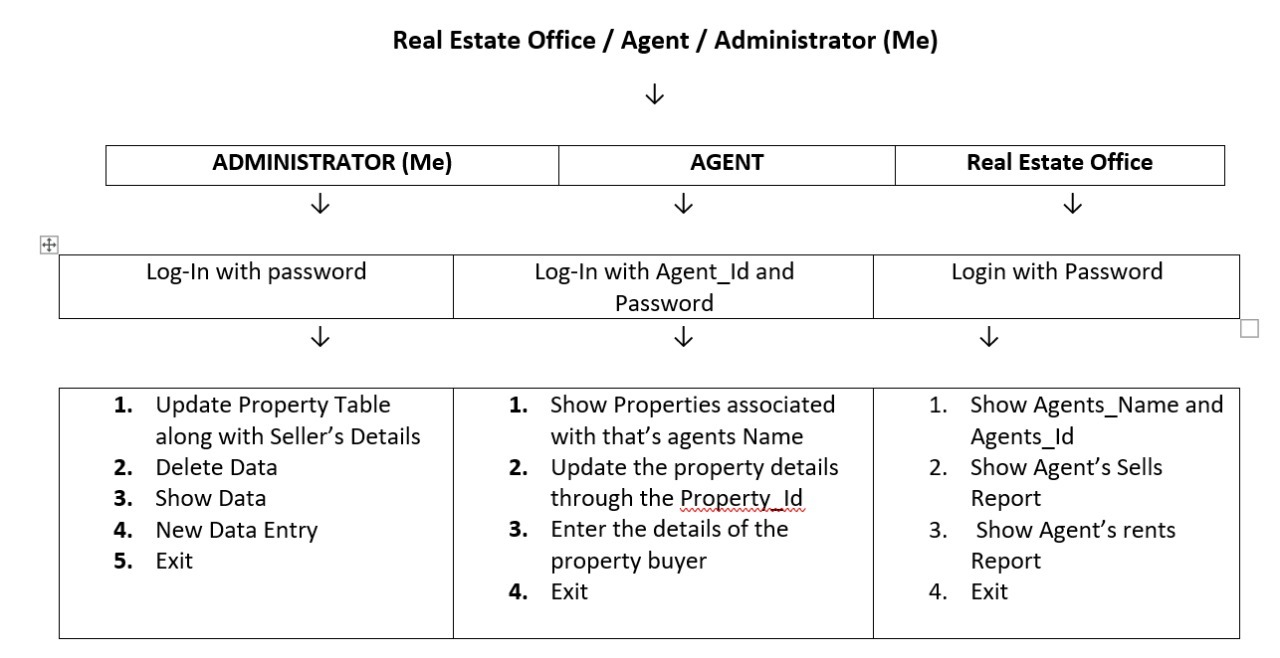 Real Estate Office / Agent / Administrator (Me)
↓
ADMINISTRATOR (Me)
AGENT
Real Estate Office
↓ ↓ ↓
Log-In with password
Log-In with Agent_Id and
Password
Login with Password
↓ ↓ ↓
1. Update Property Table
along with Seller's Details
2. Delete Data
3. Show Data
4. New Data Entry
5. Exit
1. Show Properties associated
with that's agents Name
2. Update the property details
through the Property_Id
3. Enter the details of the
property buyer
4. Exit
1. Show Agents_Name and
Agents_Id
2. Show Agent's Sells
Report
3. Show Agent's rents
Report
4. Exit